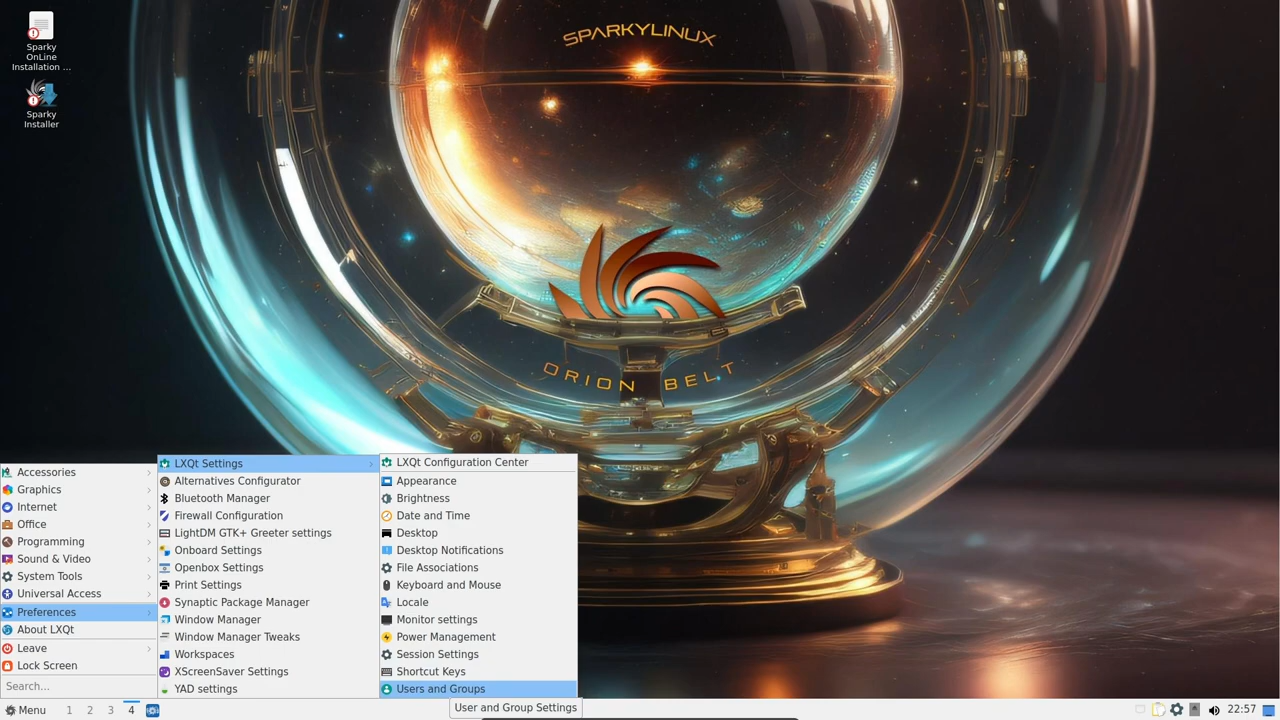 Sparky
OnLine
Installation ...
Sparky
Installer
SPARKYLINUX
ORION BELT
Accessories
Graphics
Internet
Office
Programming
Sound & Video
System Tools
Universal Access
Preferences
About LXQt
Leave
Lock Screen
Search...
LXQt Settings
Alternatives Configurator
Bluetooth Manager
Firewall Configuration
LightDM GTK+ Greeter settings
Onboard Settings
Openbox Settings
Print Settings
Synaptic Package Manager
Window Manager
Window Manager Tweaks
Workspaces
XScreenSaver Settings
YAD settings
LXQt Configuration Center
Appearance
Brightness
Date and Time
Desktop
Desktop Notifications
File Associations
Keyboard and Mouse
Locale
Monitor settings
Power Management
Session Settings
Shortcut Keys
Users and Groups
User and Group Settings
Menu 1 2 3 4
22:57